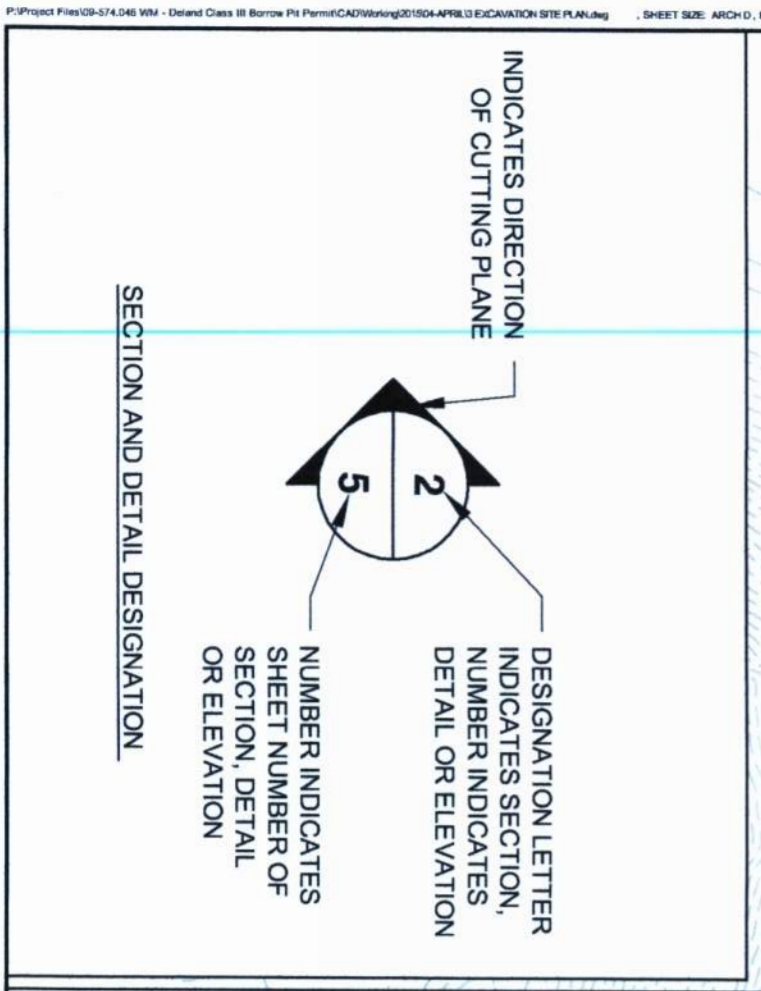 P:\Project Files\09-574.046 WM - Deland Class III Borrow Pit Permit\CAD\Working\2015\04-APRIL\3 EXCAVATION SITE PLAN.dwg , SHEET SIZE: ARCH D,
INDICATES DIRECTION
OF CUTTING PLANE
2
5
DESIGNATION LETTER
INDICATES SECTION,
NUMBER INDICATES
DETAIL OR ELEVATION
NUMBER INDICATES
SHEET NUMBER OF
SECTION, DETAIL
OR ELEVATION
SECTION AND DETAIL DESIGNATION